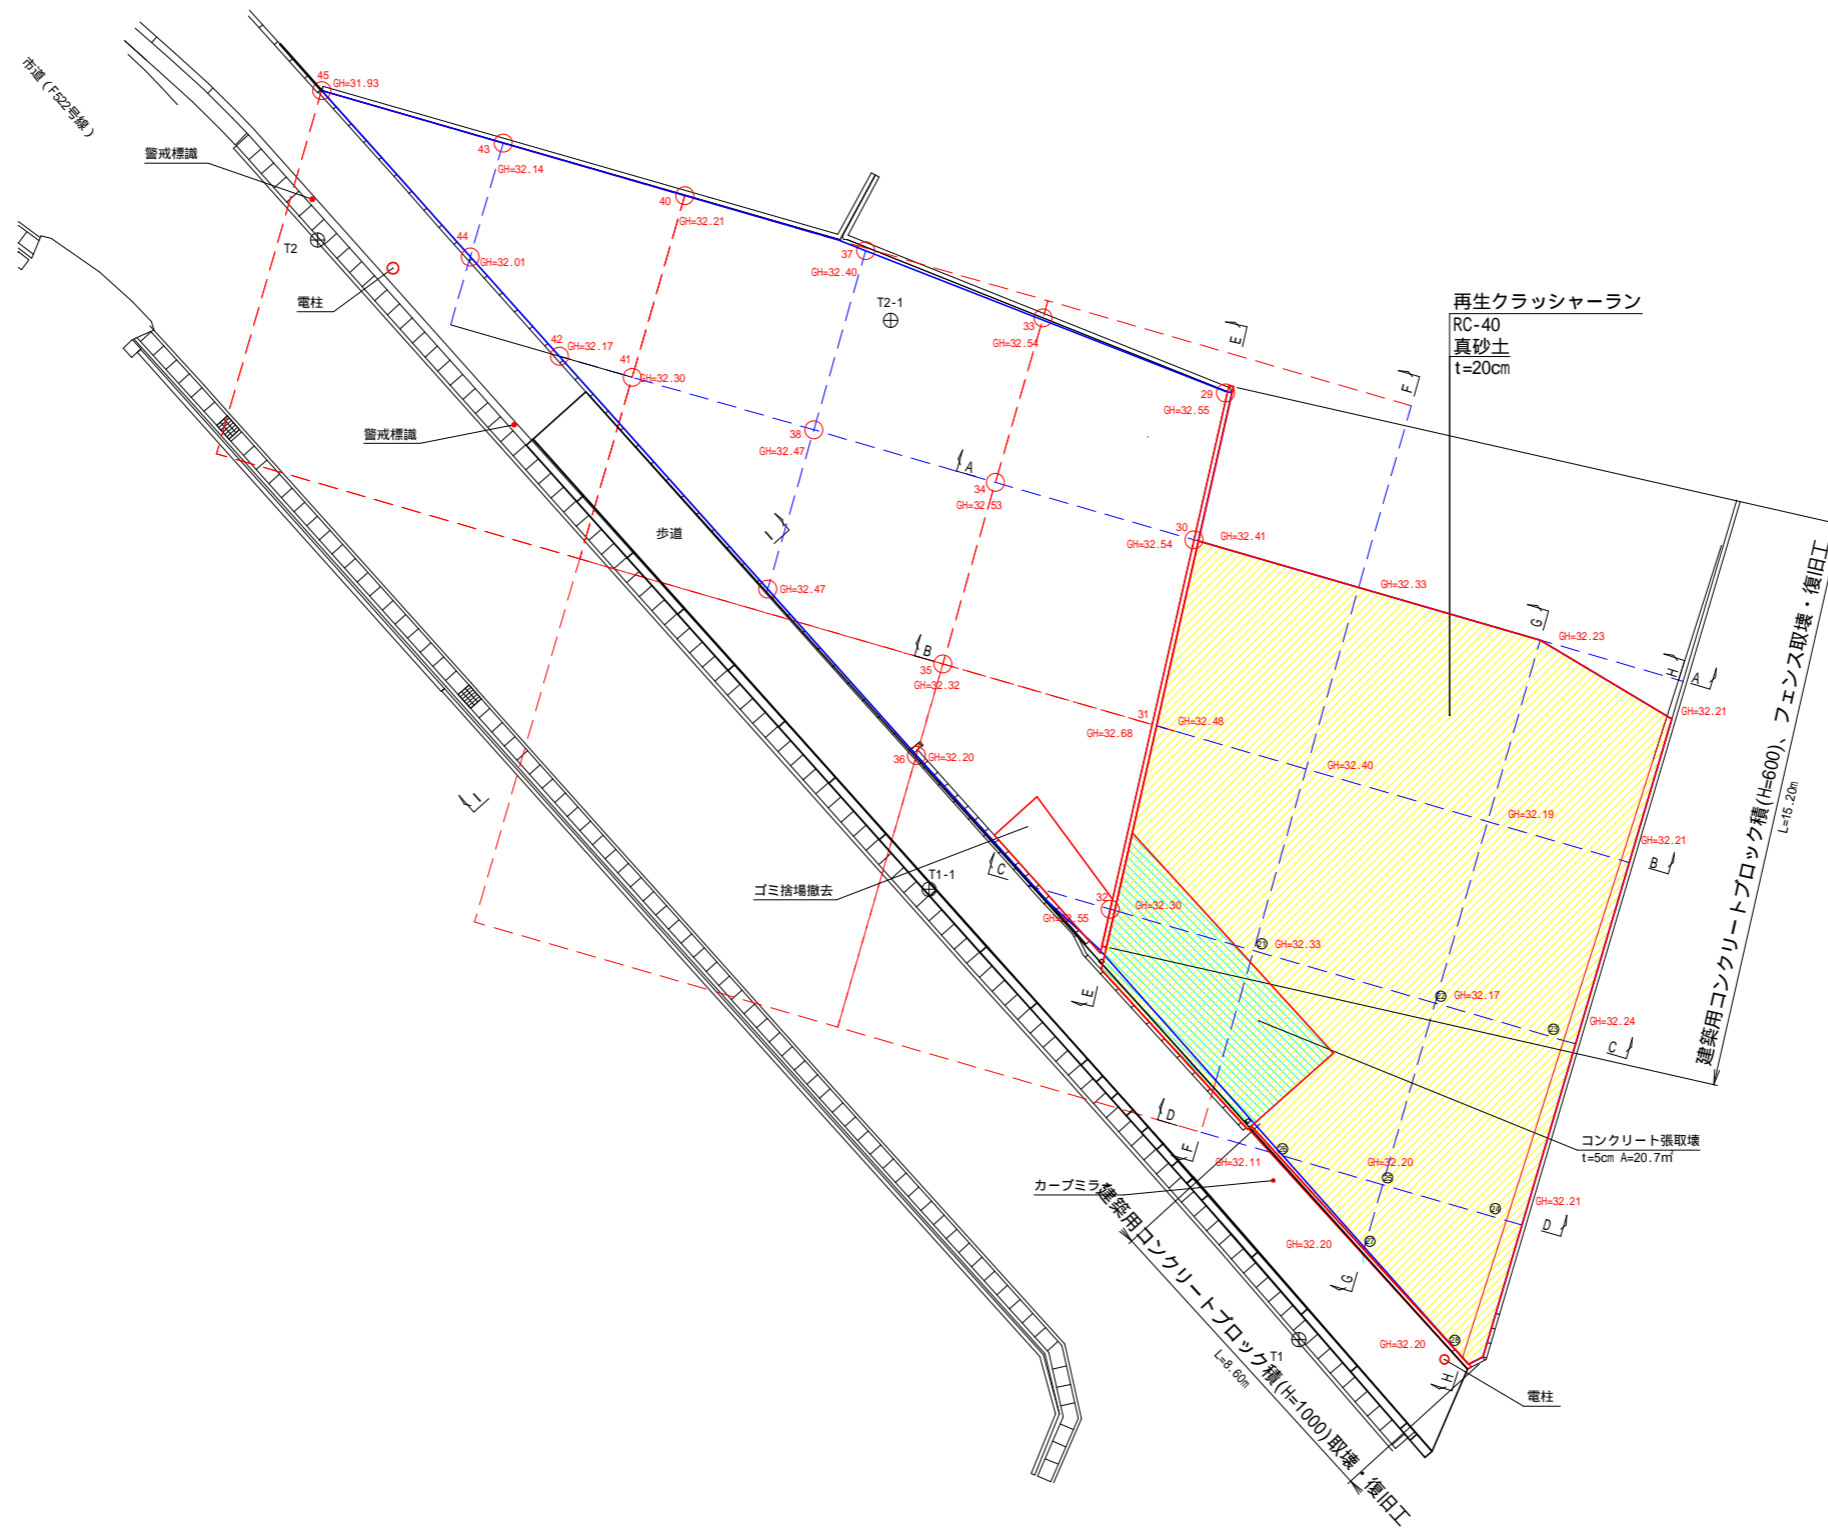 市道（F522号線）
45
GH=31.93
警戒標識
43
GH=32.14
40
GH=32.21
T2
44
GH=32.01
電柱
37
GH=32.40
T2-1
33
GH=32.54
E
F
再生クラッシャーラン
RC-40
真砂土
t=20cm
42
GH=32.17
41
GH=32.30
29
GH=32.55
警戒標識
38
GH=32.47
A
34
GH=32.53
歩道
I
30
GH=32.54
GH=32.41
GH=32.33
GH=32.47
G
GH=32.23
H
A
GH=32.21
B
35
GH=32.32
31
GH=32.68
GH=32.48
GH=32.40
36
GH=32.20
I
GH=32.19
GH=32.21
B
建築用コンクリートブロック積(H=600)、フェンス取壊・復旧工
L=15.20m
C
T1-1
ゴミ捨場撤去
32
GH=32.30
21
GH=32.33
22
GH=32.17
23
GH=32.24
C
E
D
F
GH=32.11
26
GH=32.20
25
24
GH=32.21
D
コンクリート張取壊
t=5cm A=20.7㎡
カーブミラー
GH=32.20
27
G
建築用コンクリートブロック積(H=1000)取壊・復旧工
L=8.60m
T1
GH=32.20
28
H
電柱